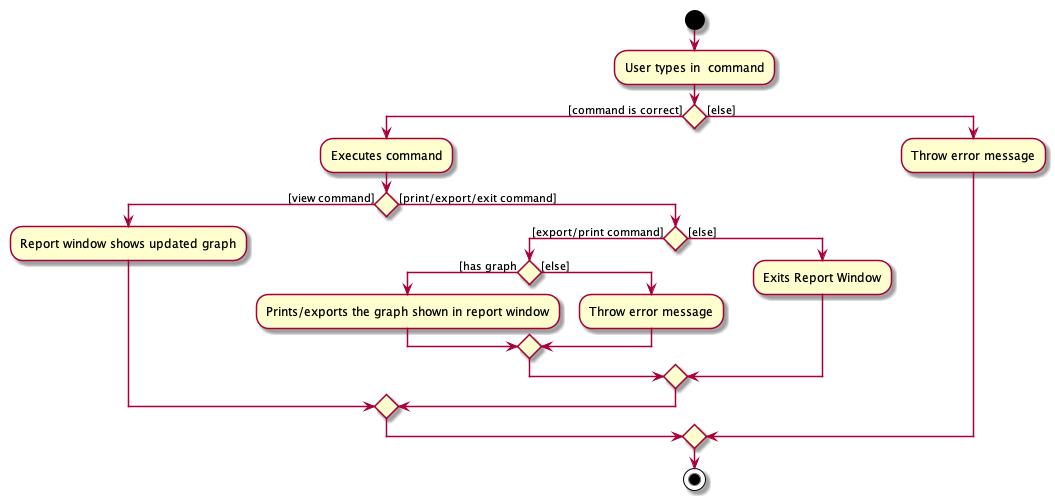 User types in  command
[command is correct]
[else]
Executes command
Throw error message
[view command]
[print/export/exit command]
Report window shows updated graph
[export/print command]
[else]
[has graph
[else]
Exits Report Window
Prints/exports the graph shown in report window
Throw error message